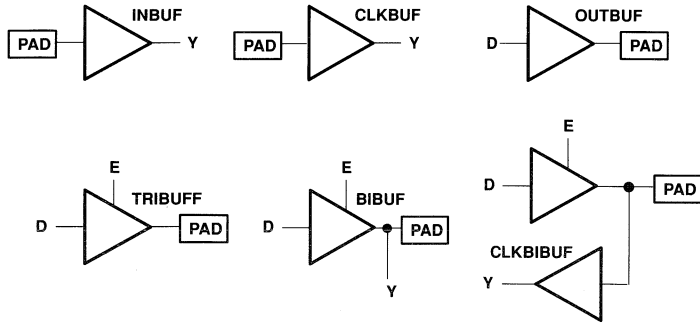 INBUF
PAD
Y
CLKBUF
PAD
Y
OUTBUF
D
PAD
E
TRIBUFF
D
PAD
E
BIBUF
D
PAD
Y
E
D
PAD
CLKBIBUF
Y